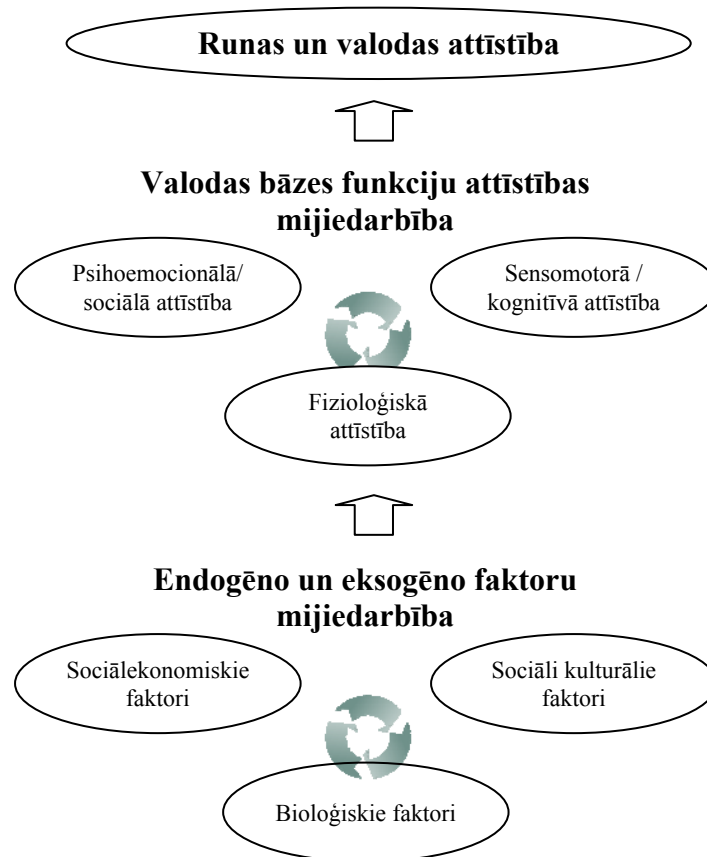 Runas un valodas attīstība
Valodas bāzes funkciju attīstības
mijiedarbība
Psihoemocionālā/
sociālā attīstība
Sensomotorā /
kognitīvā attīstība
Fizioloģiskā
attīstība
Endogēno un eksogēno faktoru
mijiedarbība
Sociālekonomiskie
faktori
Sociāli kulturālie
faktori
Bioloģiskie faktori